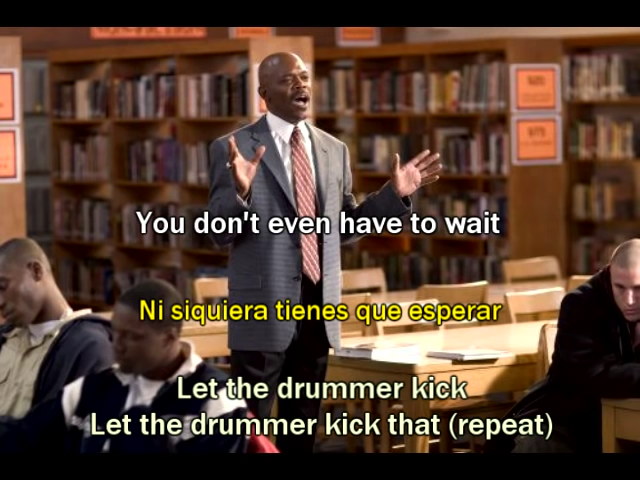 You don't even have to wait
Ni siquiera tienes que esperar
Let the drummer kick
Let the drummer kick that (repeat)